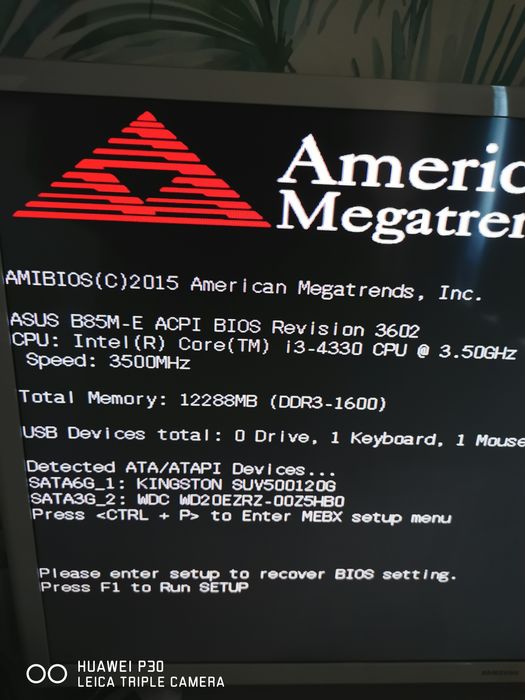 Americ
Megatren
AMIBIOS(C)2015 American Megatrends, Inc.
ASUS B85M-E ACPI BIOS Revision 3602
CPU: Intel(R) Core(TM) i3-4330 CPU @ 3.50GHz
Speed: 3500MHz
Total Memory: 12288MB (DDR3-1600)
USB Devices total: 0 Drive, 1 Keyboard, 1 Mouse
Detected ATA/ATAPI Devices...
SATA6G_1: KINGSTON SUV500120G
SATA3G_2: WDC WD20EZRZ-00Z5HB0
Press <CTRL + P> to Enter MEBX setup menu
Please enter setup to recover BIOS setting.
Press F1 to Run SETUP
SAMSUNG
HUAWEI P30
LEICA TRIPLE CAMERA